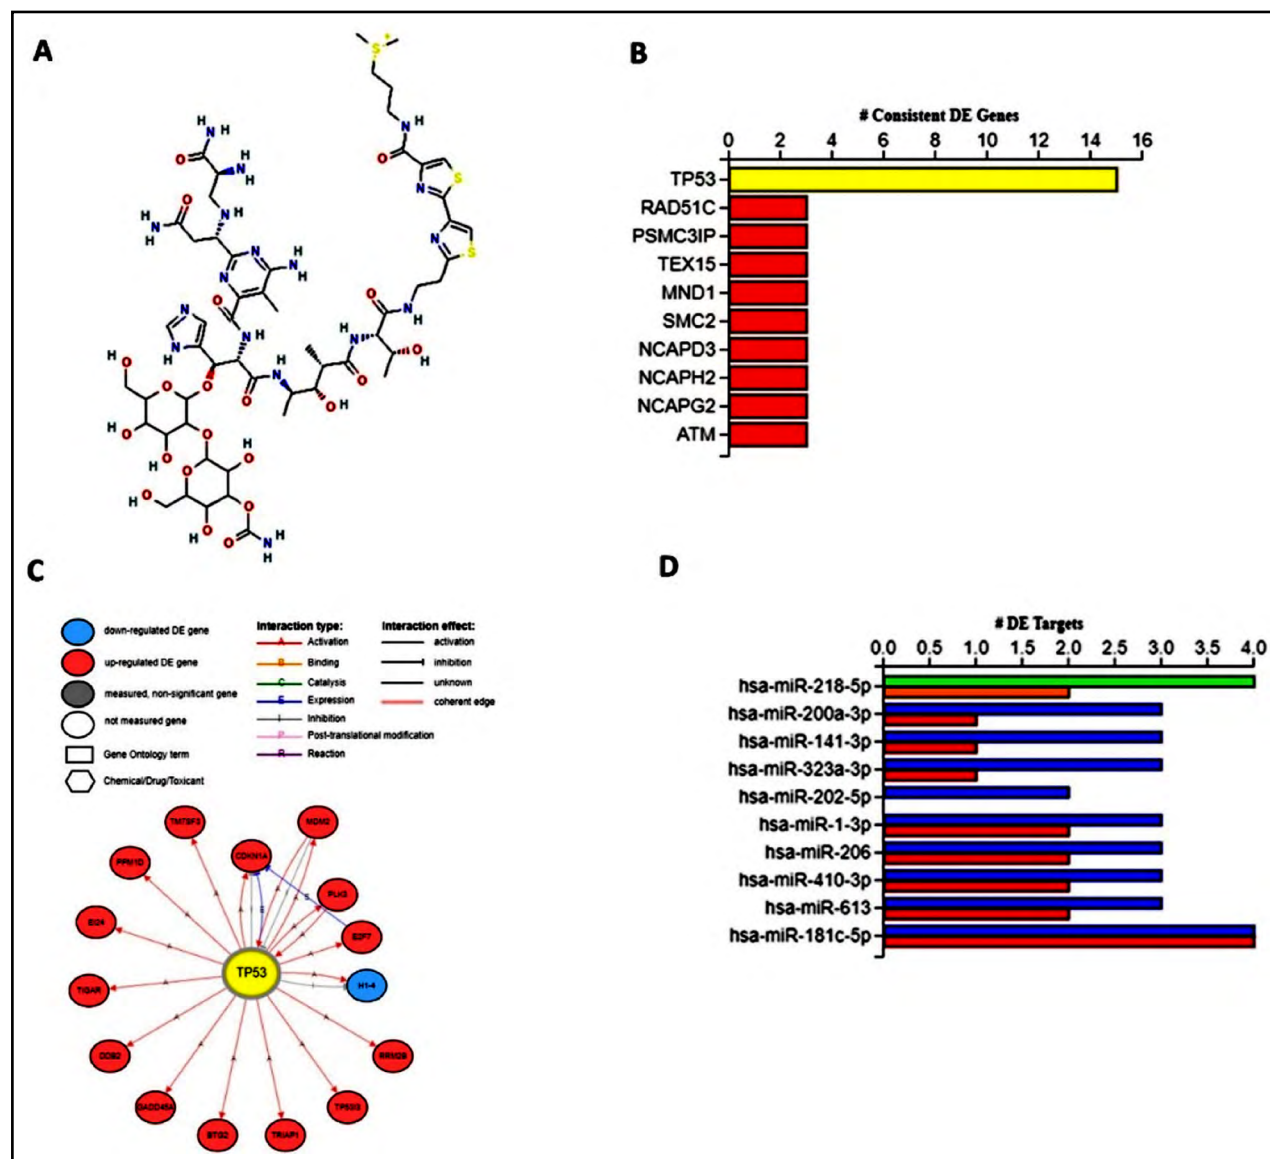 A
B
# Consistent DE Genes
0 2 4 6 8 10 12 14 16
TP53
RAD51C
PSMC3IP
TEX15
MND1
SMC2
NCAPD3
NCAPH2
NCAPG2
ATM
S +
N H
O
N
S
N
S
H N H
O
N H H
O
H N H
N H
N
N H H
N
O
N
N H
N H
O
N H
O
N H
H N
O
O H
O H
H O
O
O
H O
O H
O
H O
O
O H
O
H O
O
N H H
C
down-regulated DE gene
up-regulated DE gene
measured, non-significant gene
not measured gene
Gene Ontology term
Chemical/Drug/Toxicant
Interaction type:
A Activation
B Binding
C Catalysis
E Expression
I Inhibition
P Post-translational modification
R Reaction
Interaction effect:
activation
inhibition
unknown
coherent edge
MDM2
CDKN1A
PPM1D
PLK3
EI24
E2F7
TP53
TIGAR
H1-4
DDB2
RRM2B
GADD45A
TP53I3
BTG2
TRIAP1
D
# DE Targets
0.0 0.5 1.0 1.5 2.0 2.5 3.0 3.5 4.0
hsa-miR-218-5p
hsa-miR-200a-3p
hsa-miR-141-3p
hsa-miR-323a-3p
hsa-miR-202-5p
hsa-miR-1-3p
hsa-miR-206
hsa-miR-410-3p
hsa-miR-613
hsa-miR-181c-5p